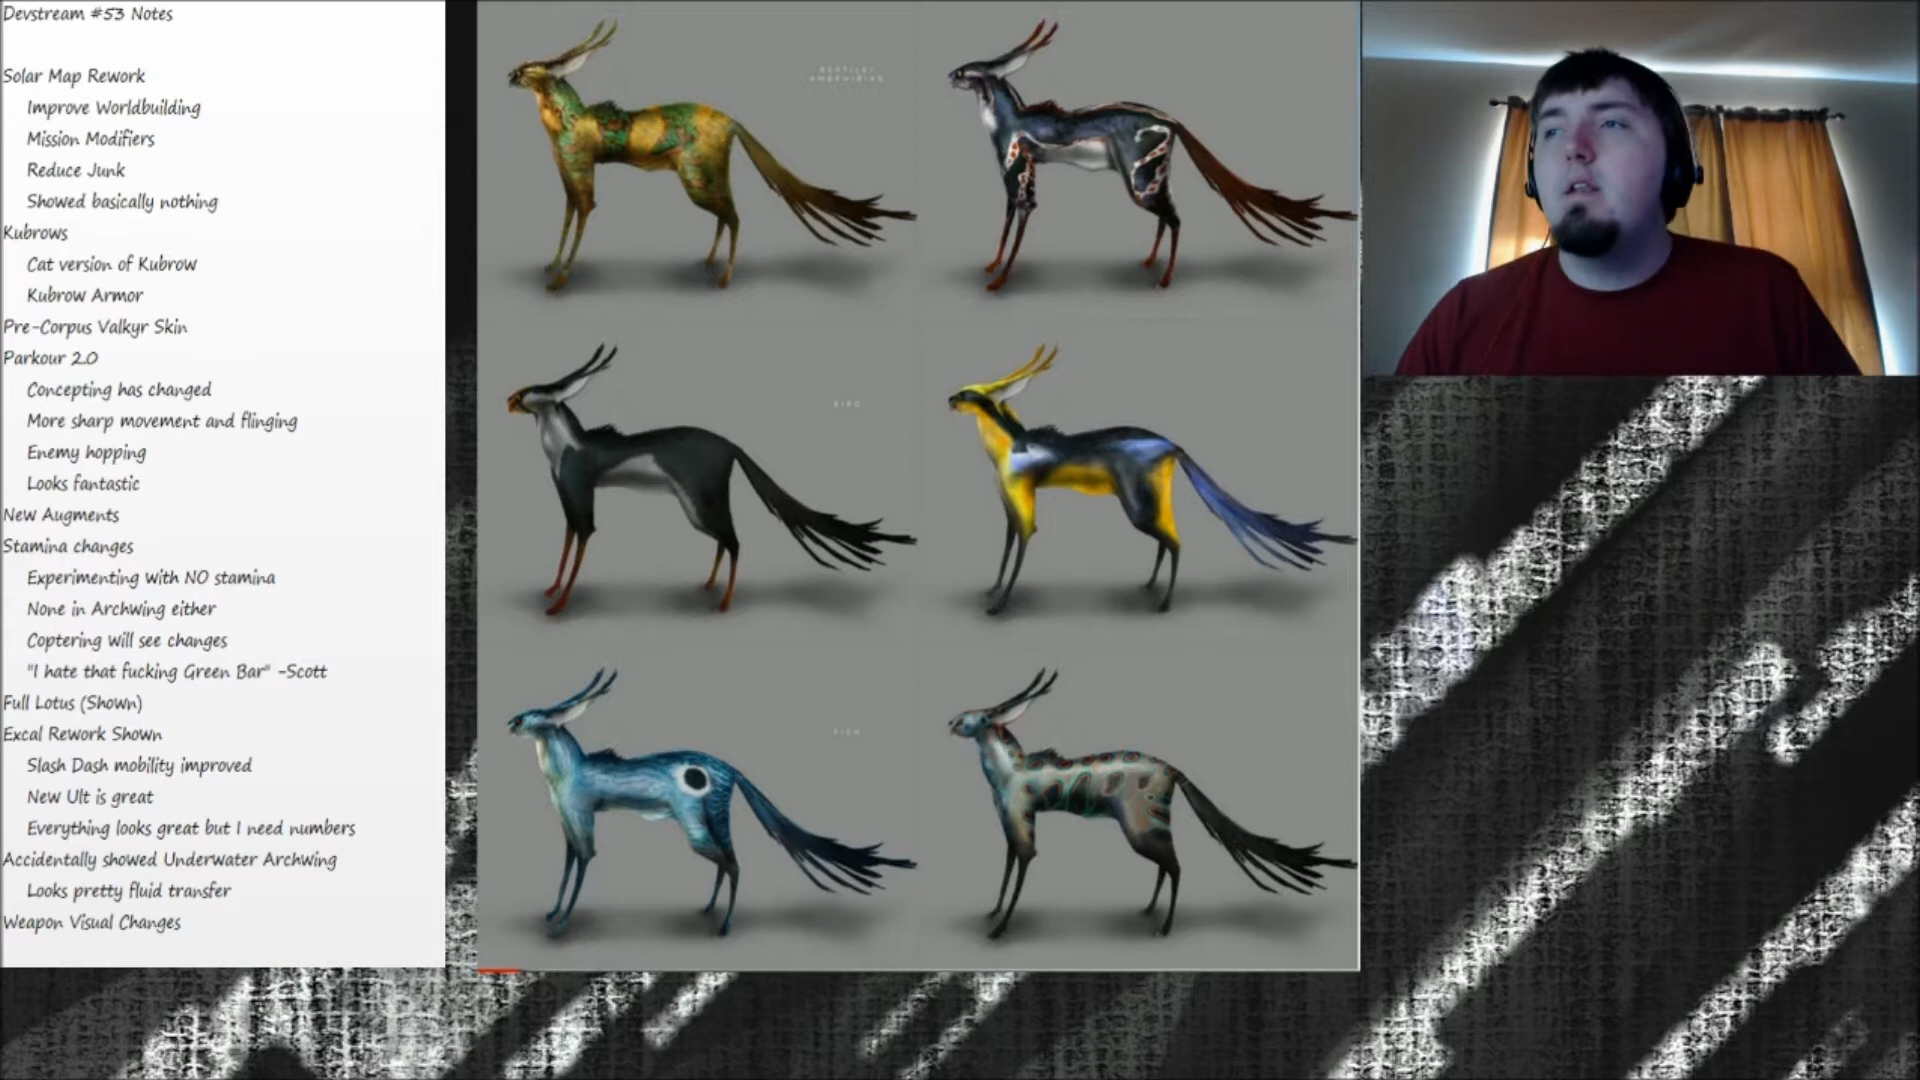 Devstream #53 Notes
Solar Map Rework
Improve Worldbuilding
Mission Modifiers
Reduce Junk
Showed basically nothing
Kubrows
Cat version of Kubrow
Kubrow Armor
Pre-Corpus Valkyr Skin
Parkour 2.0
Concepting has changed
More sharp movement and flinging
Enemy hopping
Looks fantastic
New Augments
Stamina changes
Experimenting with NO stamina
None in Archwing either
Coptering will see changes
"I hate that fucking Green Bar" -Scott
Full Lotus (Shown)
Excal Rework Shown
Slash Dash mobility improved
New Ult is great
Everything looks great but I need numbers
Accidentally showed Underwater Archwing
Looks pretty fluid transfer
Weapon Visual Changes
REPTILE/
AMPHIBIAN
BIRD
FISH